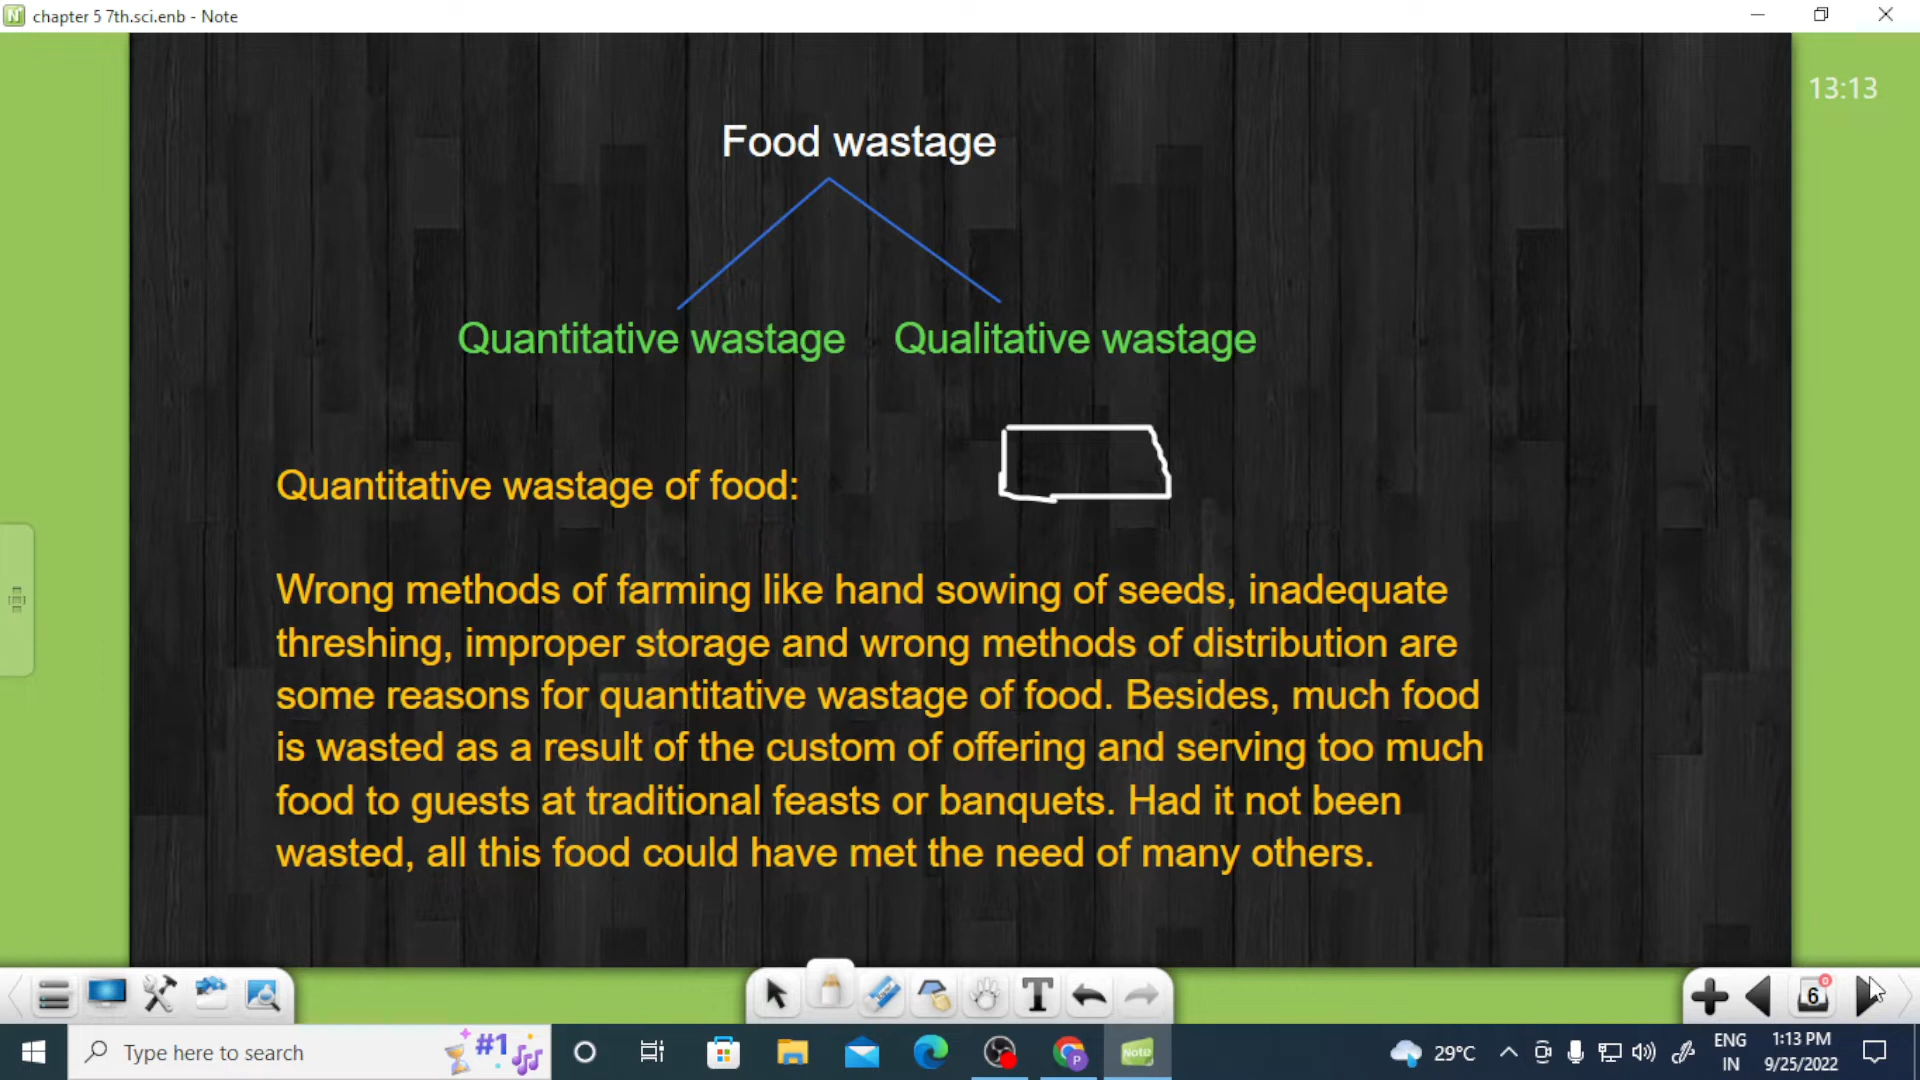 chapter 5 7th.sci.enb - Note
13:13
Food wastage
Quantitative wastage Qualitative wastage
Quantitative wastage of food:
Wrong methods of farming like hand sowing of seeds, inadequate
threshing, improper storage and wrong methods of distribution are
some reasons for quantitative wastage of food. Besides, much food
is wasted as a result of the custom of offering and serving too much
food to guests at traditional feasts or banquets. Had it not been
wasted, all this food could have met the need of many others.
T
6
0
Type here to search
#1
P
Note
29°C
ENG
IN
1:13 PM
9/25/2022